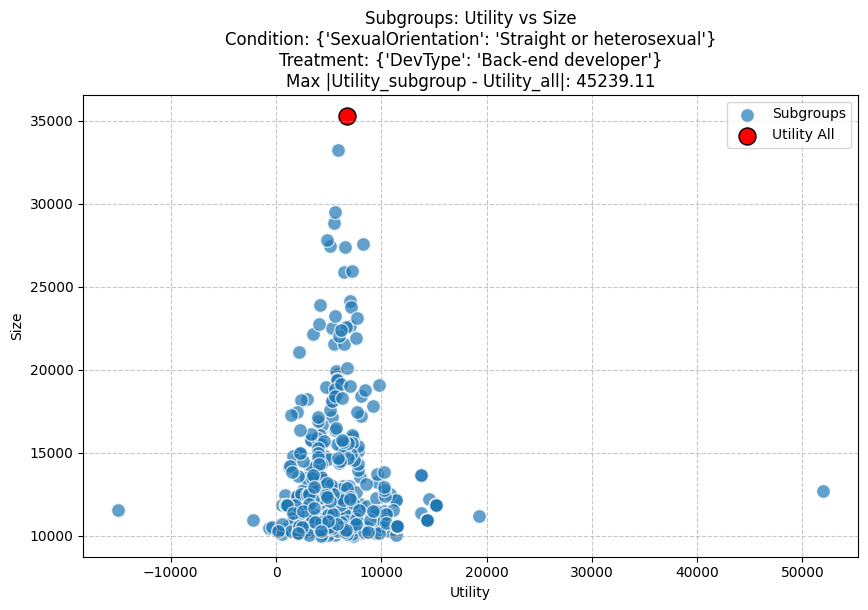 Subgroups: Utility vs Size
Condition: {'SexualOrientation': 'Straight or heterosexual'}
Treatment: {'DevType': 'Back-end developer'}
Max |Utility_subgroup - Utility_all|: 45239.11
Subgroups
Utility All
35000
30000
25000
20000
15000
10000
Size
−10000 0 10000 20000 30000 40000 50000
Utility